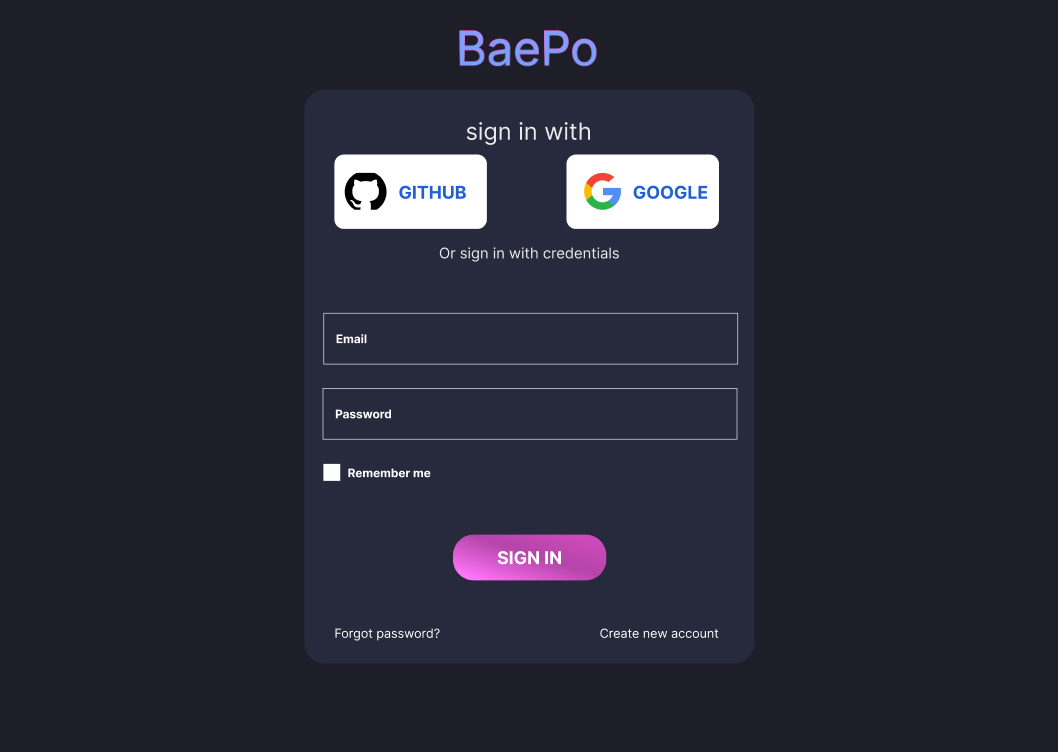 BaePo
sign in with
GITHUB
GOOGLE
Or sign in with credentials
Email
Password
Remember me
SIGN IN
Forgot password?
Create new account